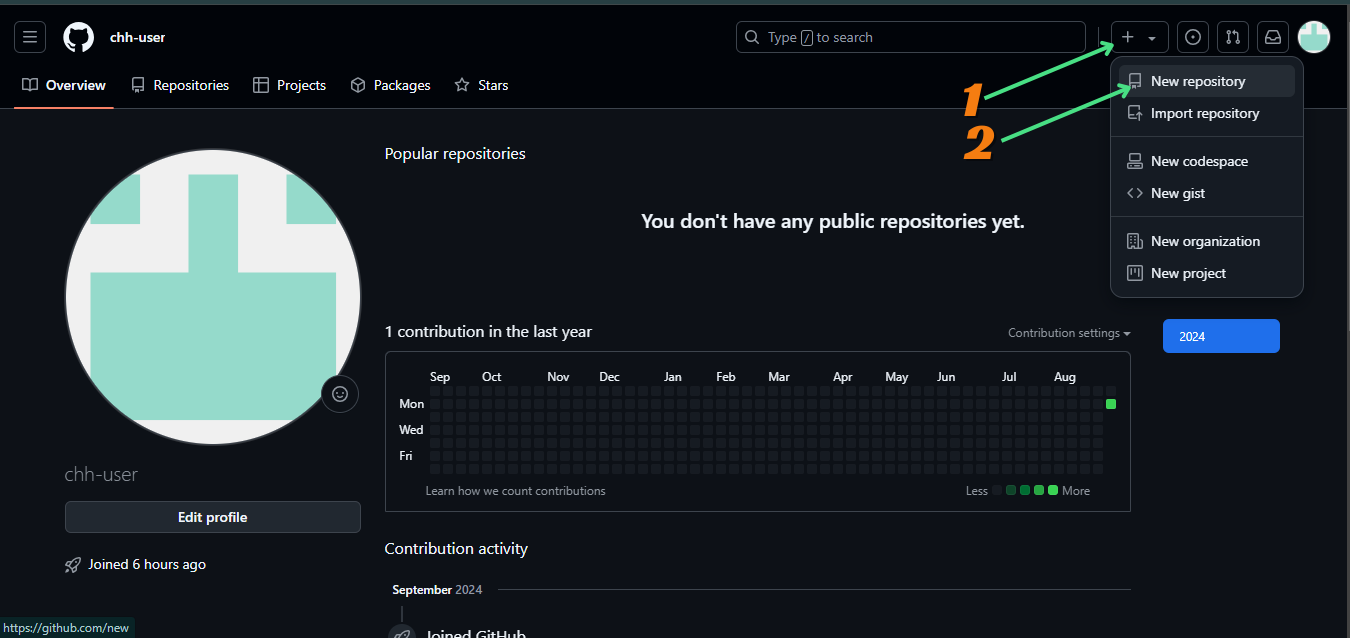 chh-user
Type / to search
Overview
Repositories
Projects
Packages
Stars
1
2
New repository
Import repository
New codespace
New gist
New organization
New project
Popular repositories
You don't have any public repositories yet.
1 contribution in the last year
Contribution settings
2024
Sep Oct Nov Dec Jan Feb Mar Apr May Jun Jul Aug
Mon
Wed
Fri
Learn how we count contributions
Less More
chh-user
Edit profile
Joined 6 hours ago
Contribution activity
September 2024
Joined GitHub
https://github.com/new